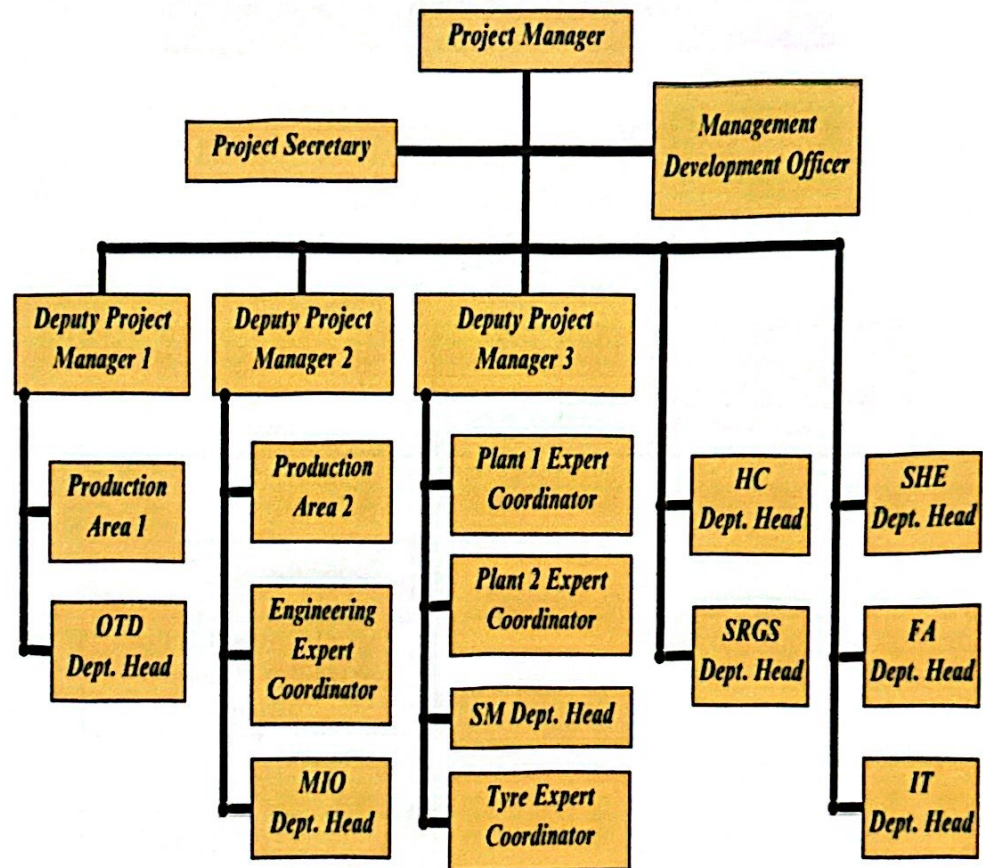 Project Manager
Project Secretary
Management
Development Officer
Deputy Project
Manager 1
Deputy Project
Manager 2
Deputy Project
Manager 3
Production
Area 1
OTD
Dept. Head
Production
Area 2
Engineering
Expert
Coordinator
MIO
Dept. Head
Plant 1 Expert
Coordinator
Plant 2 Expert
Coordinator
SM Dept. Head
Tyre Expert
Coordinator
HC
Dept. Head
SRGS
Dept. Head
SHE
Dept. Head
FA
Dept. Head
IT
Dept. Head